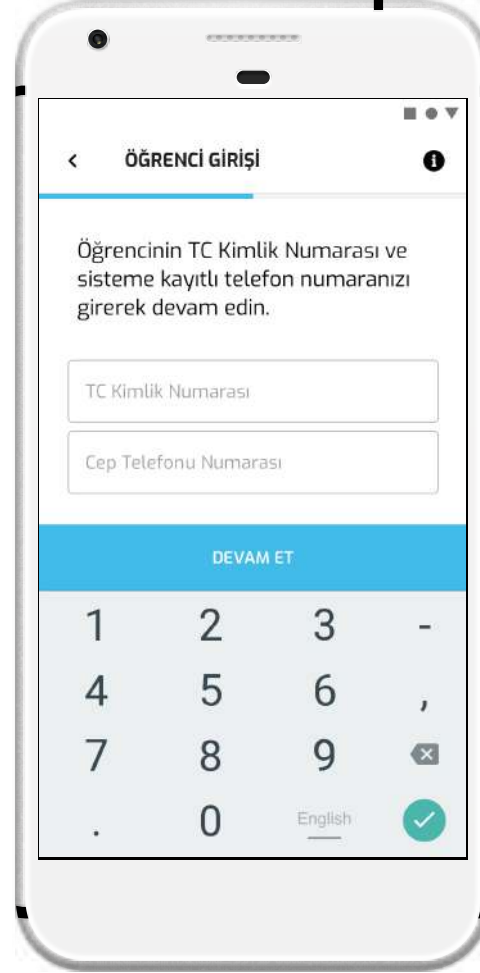 ÖĞRENCİ GİRİŞİ
Öğrencinin TC Kimlik Numarası ve
sisteme kayıtlı telefon numaranızı
girerek devam edin.
TC Kimlik Numarası
Cep Telefonu Numarası
DEVAM ET
1 2 3 -
4 5 6 ,
7 8 9
. 0 English